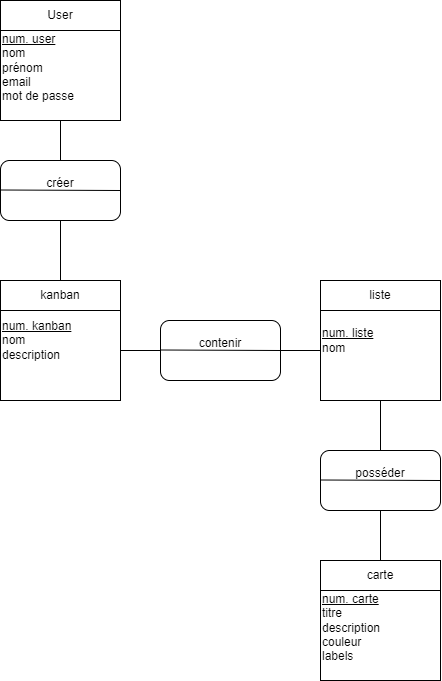 User
num. user
nom
prénom
email
mot de passe
créer
kanban
num. kanban
nom
description
contenir
liste
num. liste
nom
posséder
carte
num. carte
titre
description
couleur
labels